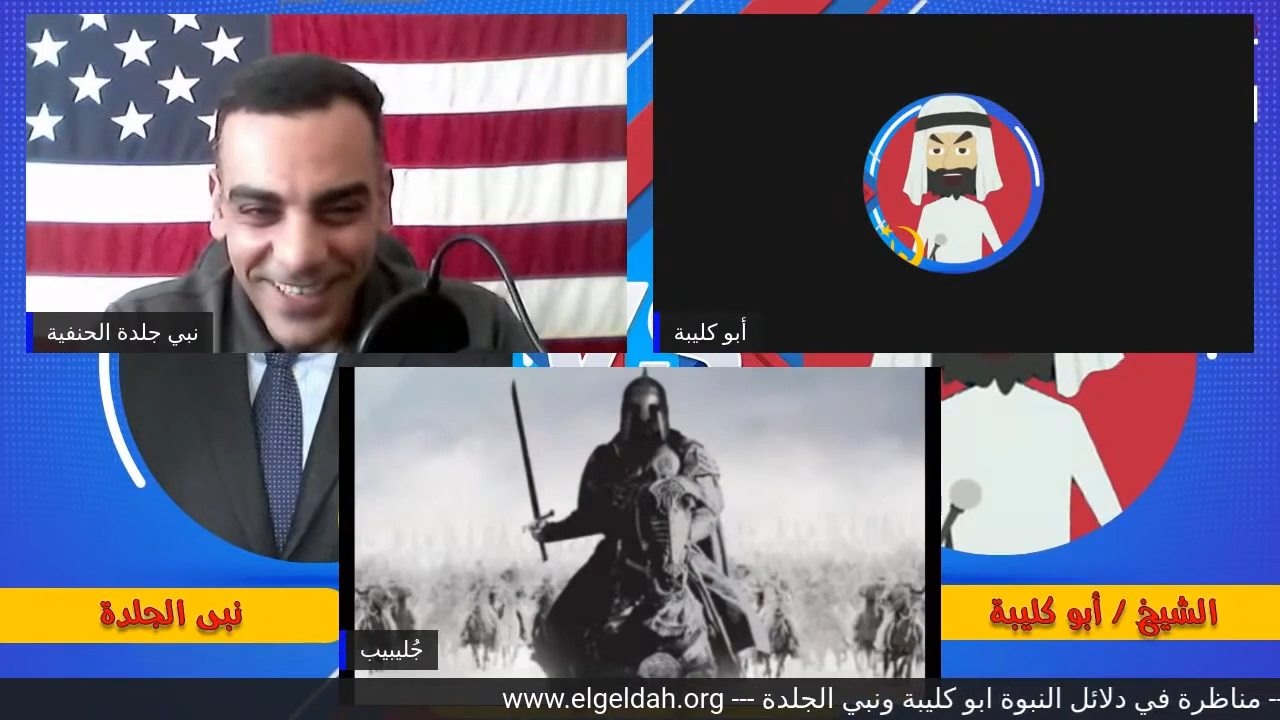 نبي جلدة الحنفية
أبو كليبة
نبى الجلدة
الشيخ / أبو كليبة
جُليبيب
- مناظرة في دلائل النبوة ابو كليبة ونبي الجلدة --- www.elgeldah.org